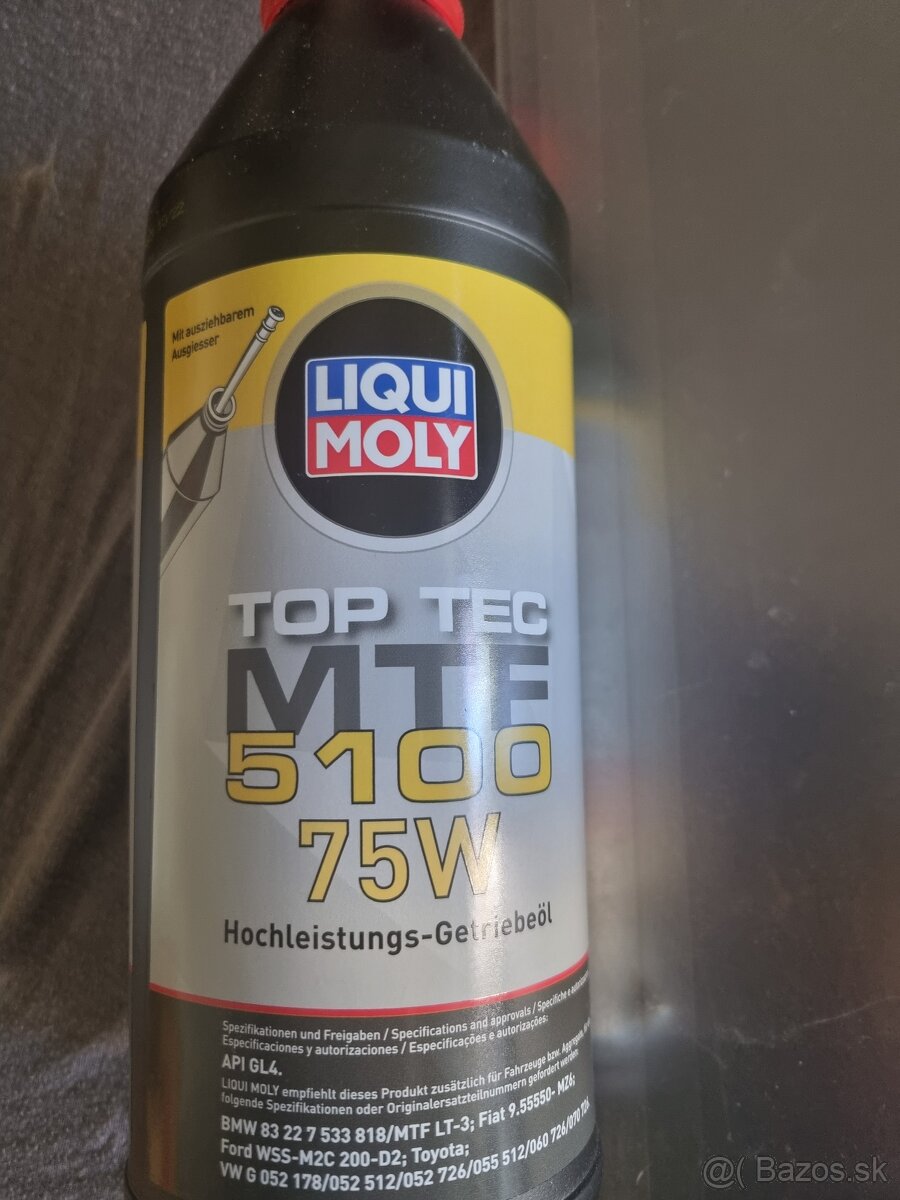 Mit ausziehbarem
Ausgiesser
LIQUI
MOLY
TOP TEC
MTF
5100
75W
Hochleistungs-Getriebeöl
Spezifikationen und Freigaben / Specifications and approvals / Specifiche e
Especificaciones y autorizaciones / Especificações e autorizações:
API GL4.
LIQUI MOLY empfiehlt dieses Produkt zusätzlich für Fahrzeuge bzw. Aggregate,
folgende Spezifikationen oder Originalersatzteilnummern gefordert werden:
BMW 83 22 7 533 818/MTF LT-3; Fiat 9.55550- MZ6;
Ford WSS-M2C 200-D2; Toyota;
VW G 052 178/052 512/052 726/055 512/060 726/070 726.
@( Bazos.sk